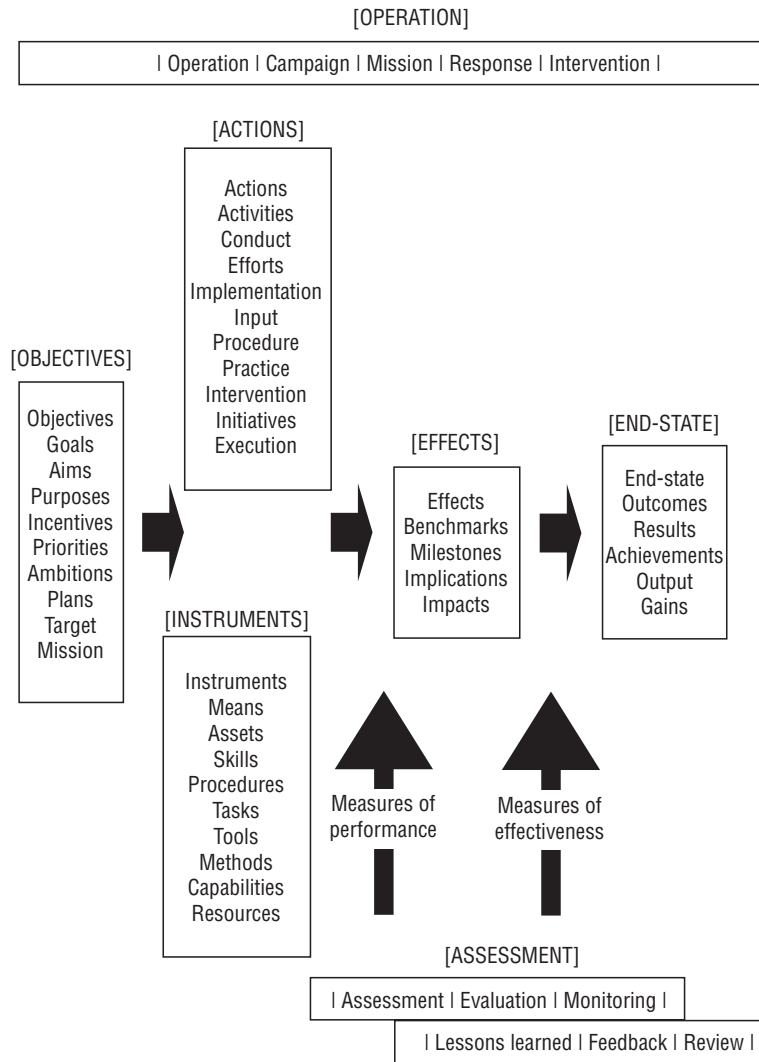 [OPERATION]
| Operation | Campaign | Mission | Response | Intervention |
[ACTIONS]
Actions
Activities
Conduct
Efforts
Implementation
Input
Procedure
Practice
Intervention
Initiatives
Execution
[OBJECTIVES]
Objectives
Goals
Aims
Purposes
Incentives
Priorities
Ambitions
Plans
Target
Mission
[INSTRUMENTS]
Instruments
Means
Assets
Skills
Procedures
Tasks
Tools
Methods
Capabilities
Resources
[EFFECTS]
Effects
Benchmarks
Milestones
Implications
Impacts
[END-STATE]
End-state
Outcomes
Results
Achievements
Output
Gains
Measures of
performance
Measures of
effectiveness
[ASSESSMENT]
| Assessment | Evaluation | Monitoring |
| Lessons learned | Feedback | Review |